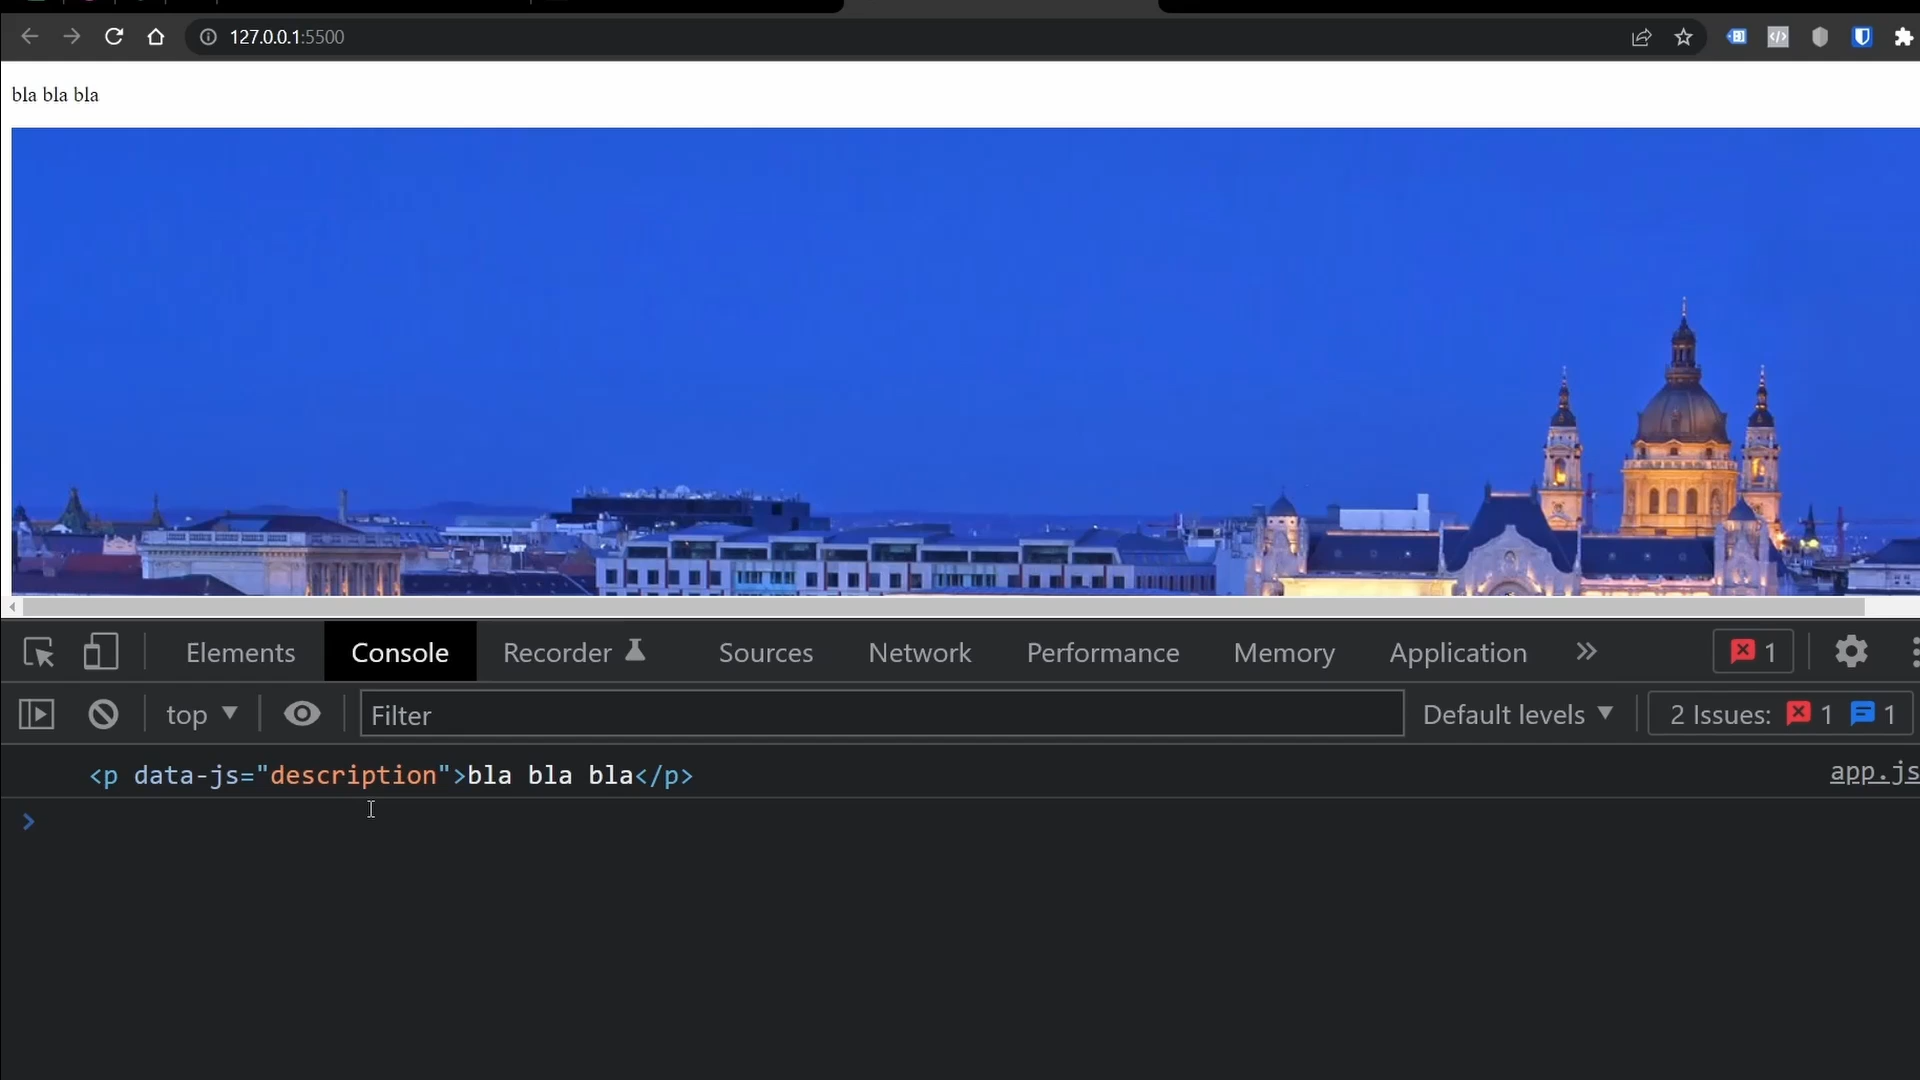 127.0.0.1:5500
bla bla bla
Elements Console Recorder Sources Network Performance Memory Application 1
top Filter Default levels 2 Issues: 1 1
<p data-js="description">bla bla bla</p> app.js